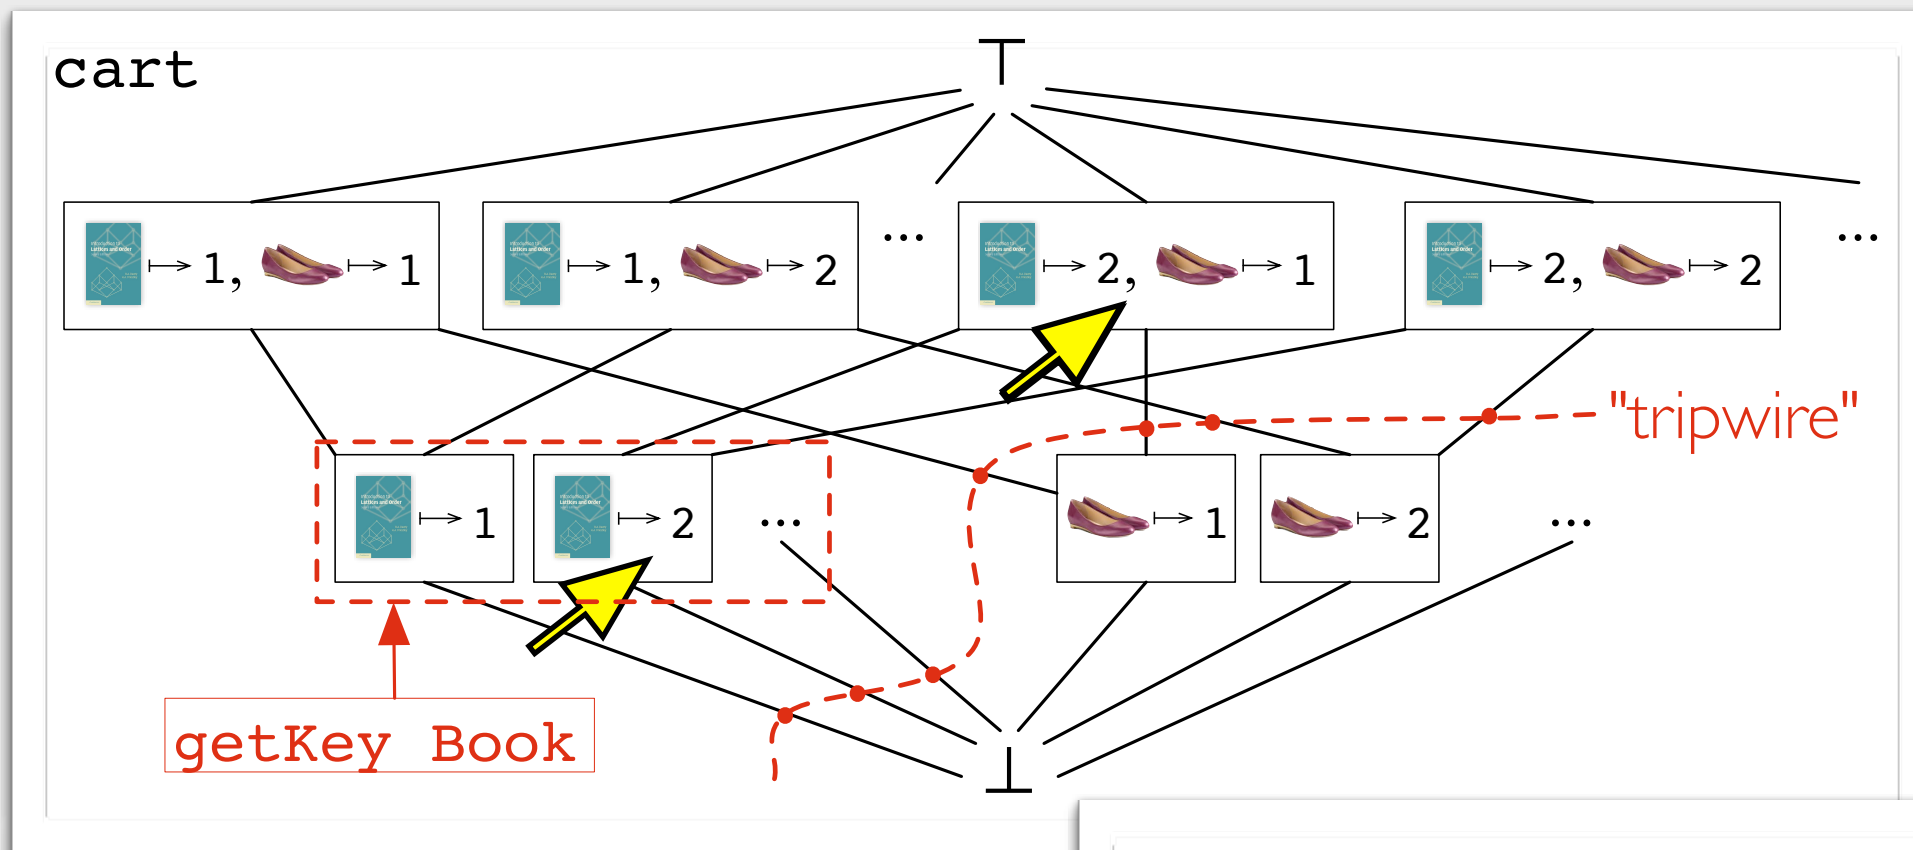 cart
⊤
↦ 1, ↦ 1
↦ 1, ↦ 2
...
↦ 2, ↦ 1
↦ 2, ↦ 2
...
"tripwire"
↦ 1
↦ 2
...
↦ 1
↦ 2
...
getKey Book
⊥